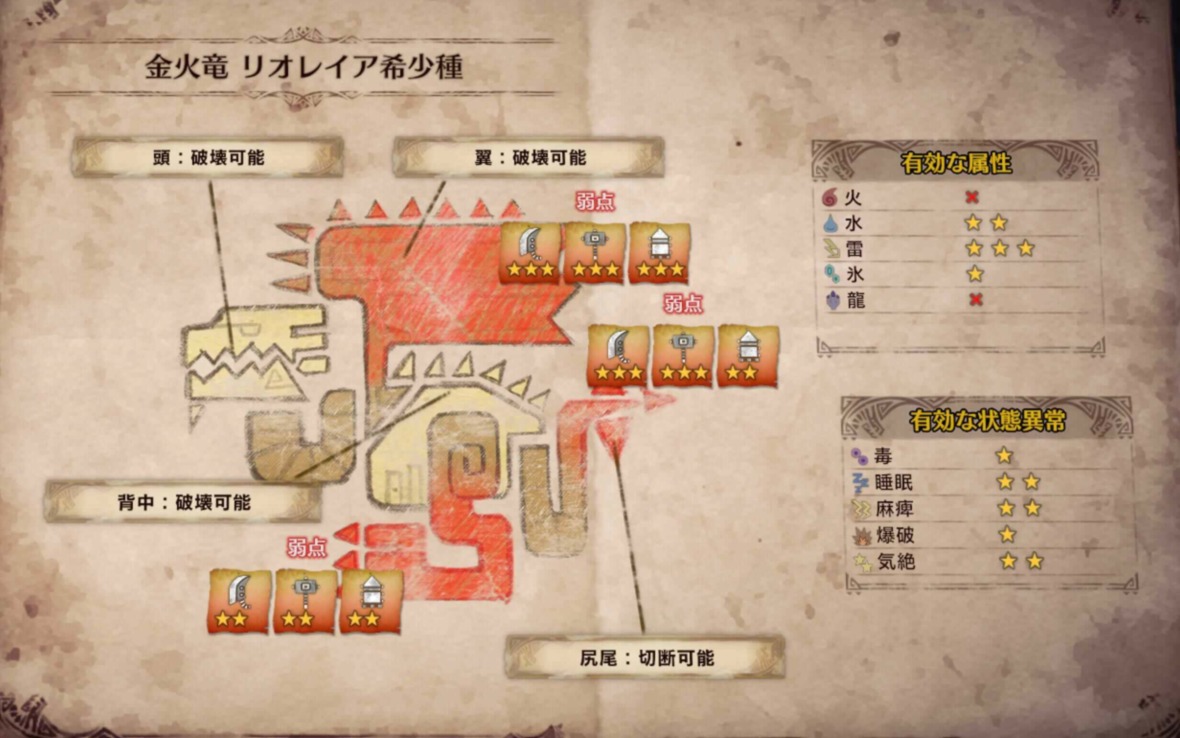 金火竜 リオレイア希少種
頭：破壊可能
翼：破壊可能
弱点
弱点
背中：破壊可能
弱点
尻尾：切断可能
有効な属性
火
水
雷
氷
龍
有効な状態異常
毒
睡眠
麻痺
爆破
気絶